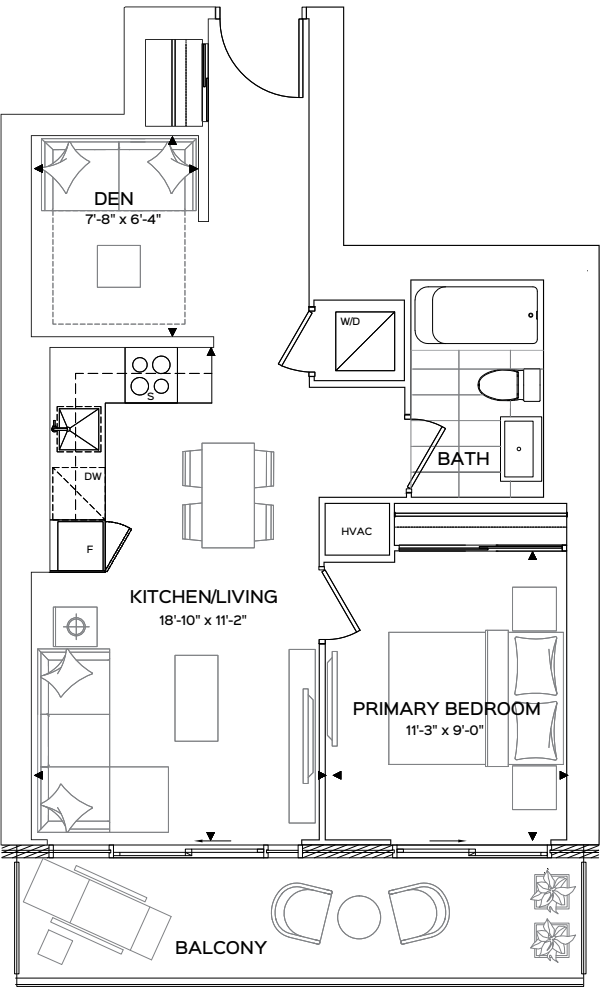 DEN
7'-8" x 6'-4"
W/D
S
DW
BATH
F
HVAC
KITCHEN/LIVING
18'-10" x 11'-2"
PRIMARY BEDROOM
11'-3" x 9'-0"
BALCONY